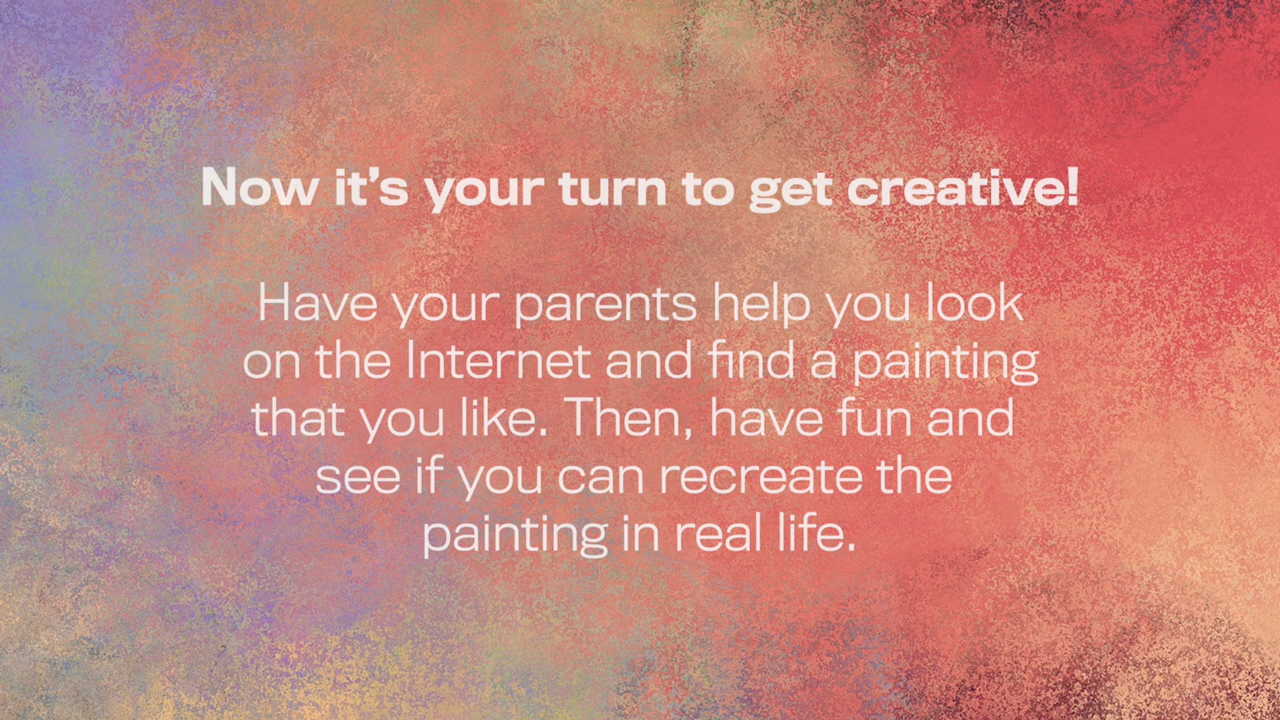 Now it’s your turn to get creative!
Have your parents help you look
on the Internet and find a painting
that you like. Then, have fun and
see if you can recreate the
painting in real life.